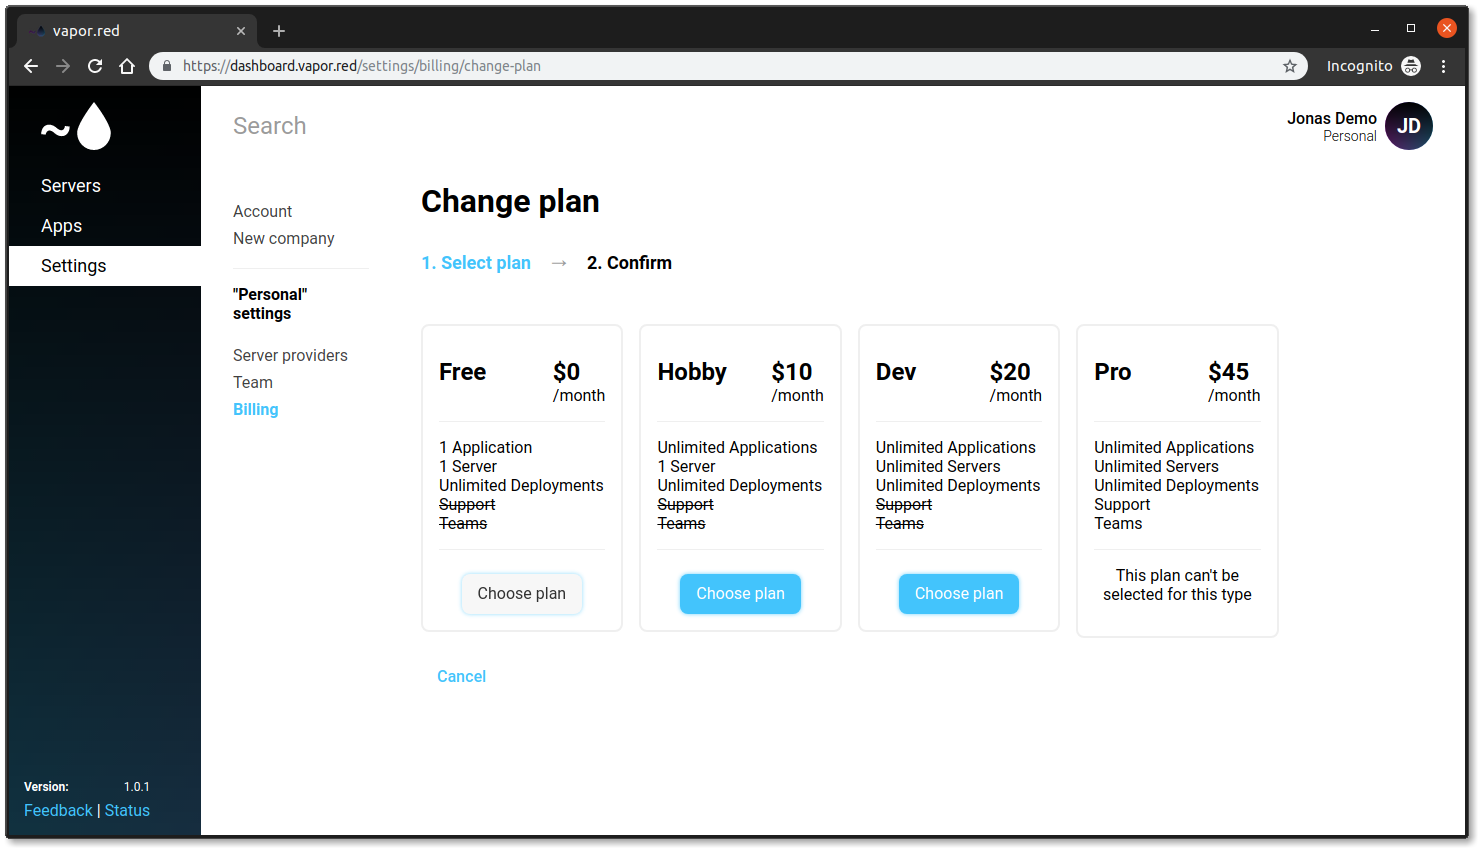 vapor.red
https://dashboard.vapor.red/settings/billing/change-plan
Incognito
~
Servers
Apps
Settings
Version: 1.0.1
Feedback | Status
Search
Jonas Demo
Personal
JD
Account
New company
"Personal"
settings
Server providers
Team
Billing
Change plan
1. Select plan → 2. Confirm
Free $0
/month
1 Application
1 Server
Unlimited Deployments
Support
Teams
Choose plan
Hobby $10
/month
Unlimited Applications
1 Server
Unlimited Deployments
Support
Teams
Choose plan
Dev $20
/month
Unlimited Applications
Unlimited Servers
Unlimited Deployments
Support
Teams
Choose plan
Pro $45
/month
Unlimited Applications
Unlimited Servers
Unlimited Deployments
Support
Teams
This plan can't be
selected for this type
Cancel